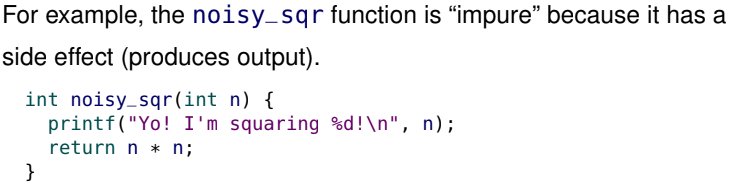 For example, the noisy_sqr function is “impure” because it has a
side effect (produces output).
int noisy_sqr(int n) {
  printf("Yo! I'm squaring %d!\n", n);
  return n * n;
}